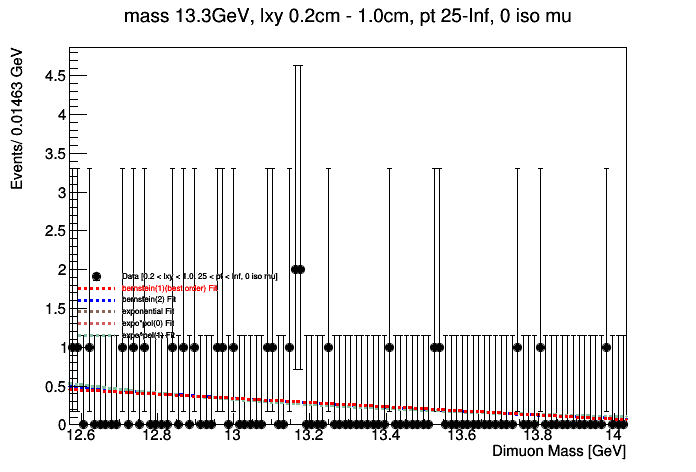 mass 13.3GeV, lxy 0.2cm - 1.0cm, pt 25-Inf, 0 iso mu
Events/ 0.01463 GeV
4.5
4
3.5
3
2.5
2
1.5
1
0.5
0
Data [0.2 < lxy < 1.0, 25 < pt < Inf, 0 iso mu]
bernstein(1)(best order) Fit
bernstein(2) Fit
exponential Fit
expo*pol(0) Fit
expo*pol(1) Fit
12.6 12.8 13 13.2 13.4 13.6 13.8 14
Dimuon Mass [GeV]